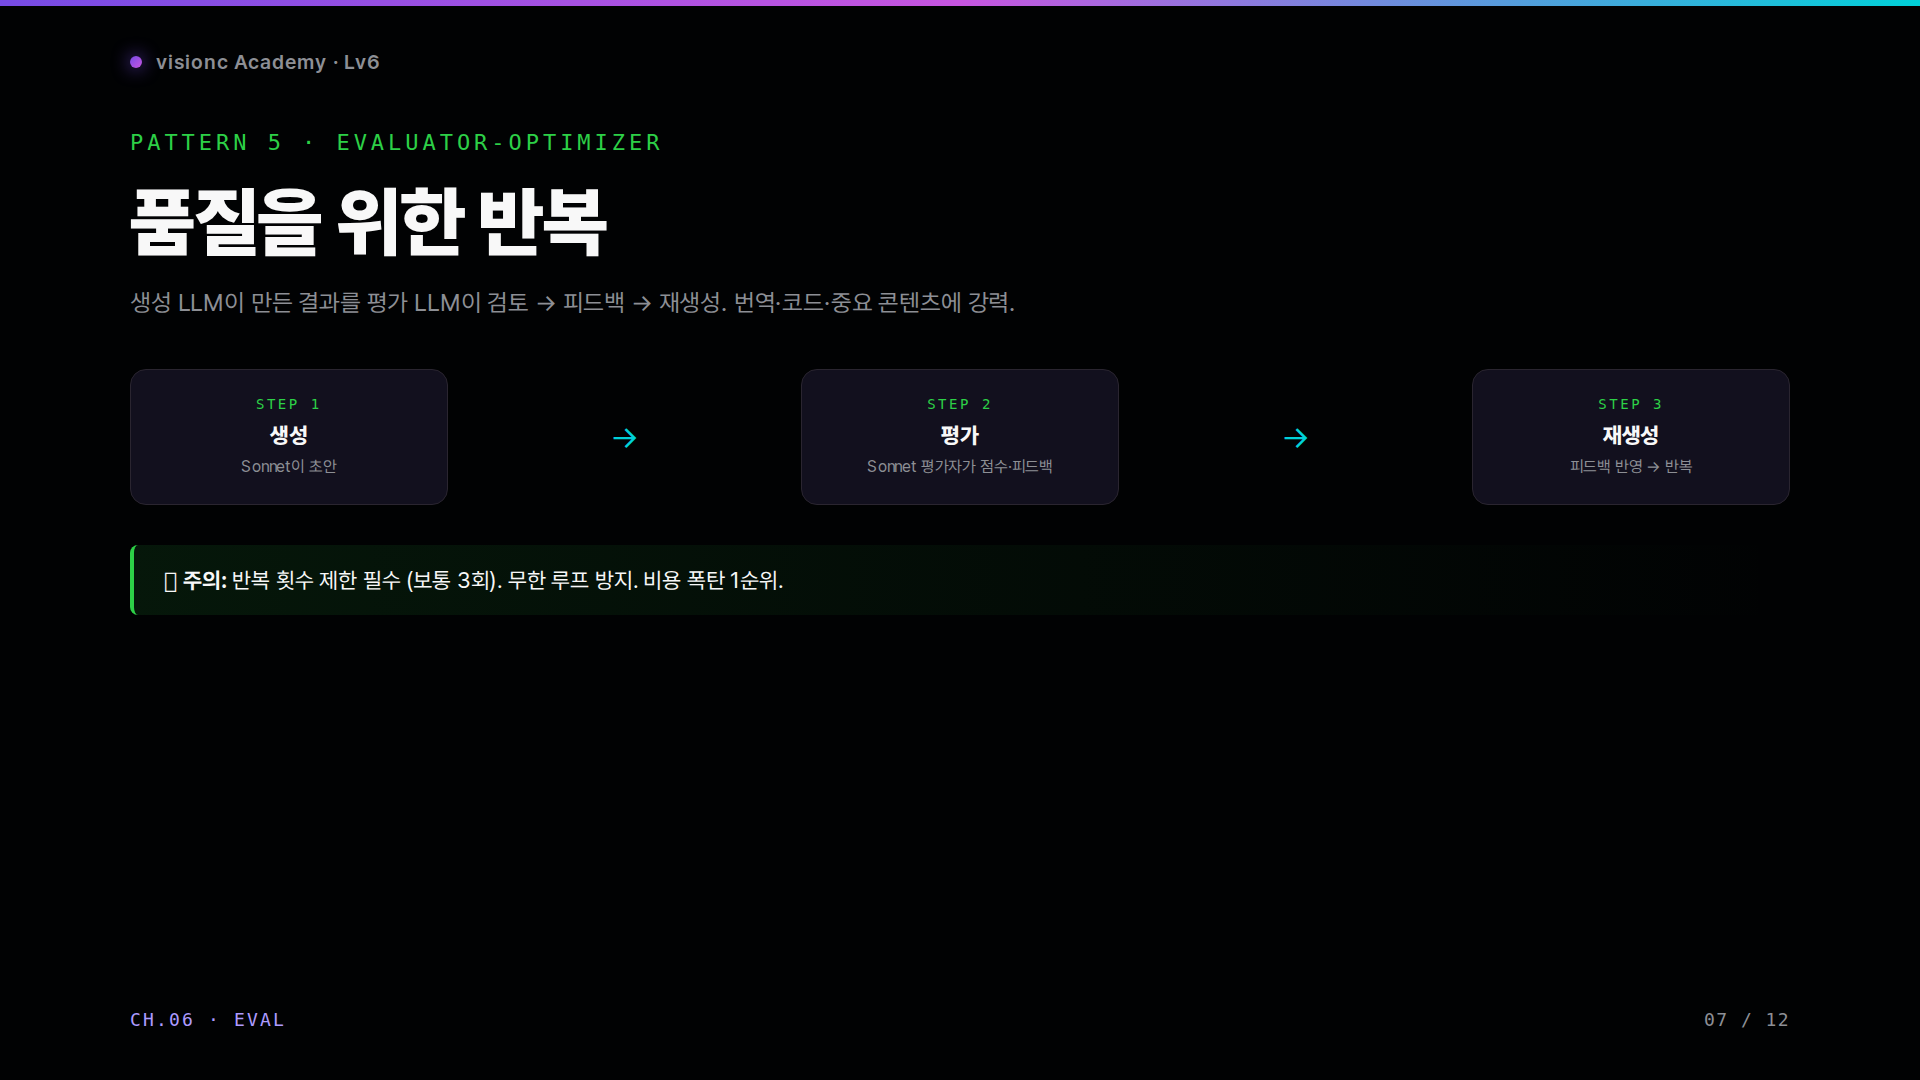 visionc Academy · Lv6
PATTERN 5 · EVALUATOR-OPTIMIZER
품질을 위한 반복
생성 LLM이 만든 결과를 평가 LLM이 검토 → 피드백 → 재생성. 번역·코드·중요 콘텐츠에 강력.
STEP 1
생성
Sonnet이 초안
→
STEP 2
평가
Sonnet 평가자가 점수·피드백
→
STEP 3
재생성
피드백 반영 → 반복
주의: 반복 횟수 제한 필수 (보통 3회). 무한 루프 방지. 비용 폭탄 1순위.
CH.06 · EVAL
07 / 12